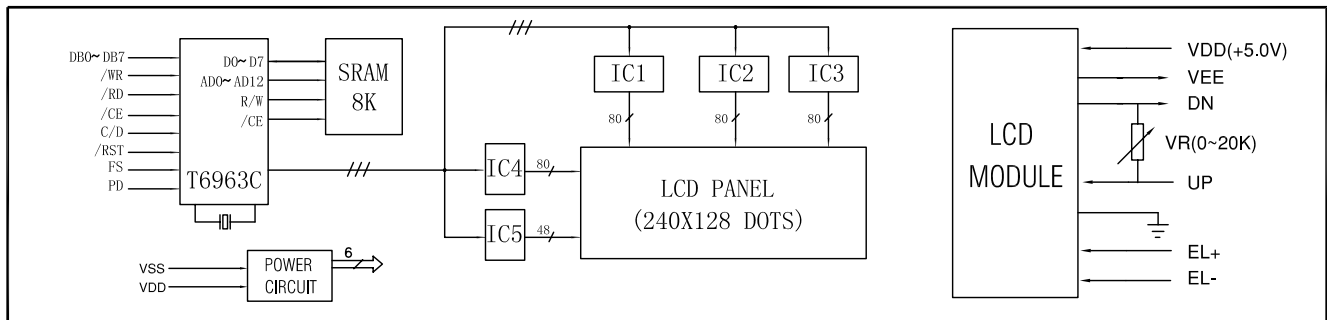 DB0~DB7
/WR
/RD
/CE
C/D
/RST
FS
PD
D0~D7
AD0~AD12
R/W
/CE
T6963C
SRAM
8K
IC1
IC2
IC3
80
80
80
IC4
80
IC5
48
LCD PANEL
(240X128 DOTS)
VSS
VDD
POWER
CIRCUIT
6
LCD
MODULE
VDD(+5.0V)
VEE
DN
VR(0~20K)
UP
EL+
EL-